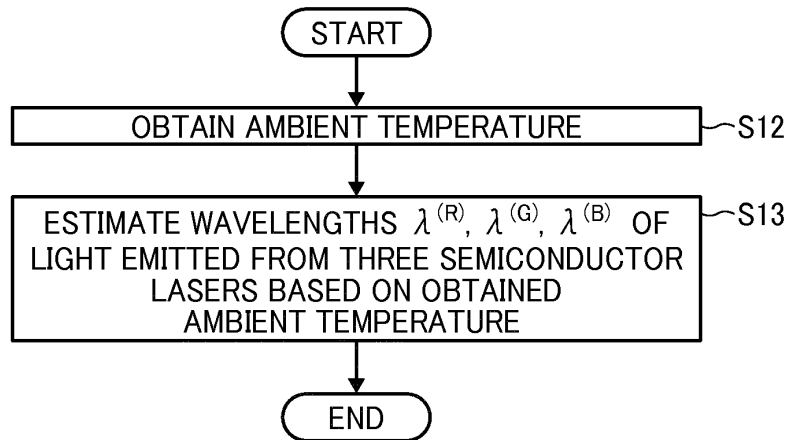 START
OBTAIN AMBIENT TEMPERATURE
S12
ESTIMATE WAVELENGTHS λ(R), λ(G), λ(B) OF
LIGHT EMITTED FROM THREE SEMICONDUCTOR
LASERS BASED ON OBTAINED
AMBIENT TEMPERATURE
S13
END